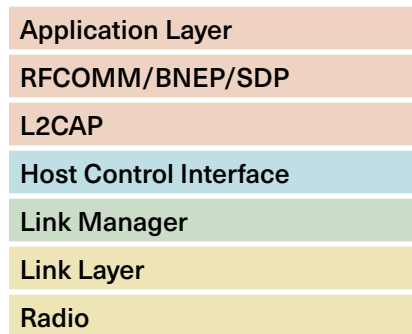 Application Layer
RFCOMM/BNEP/SDP
L2CAP
Host Control Interface
Link Manager
Link Layer
Radio